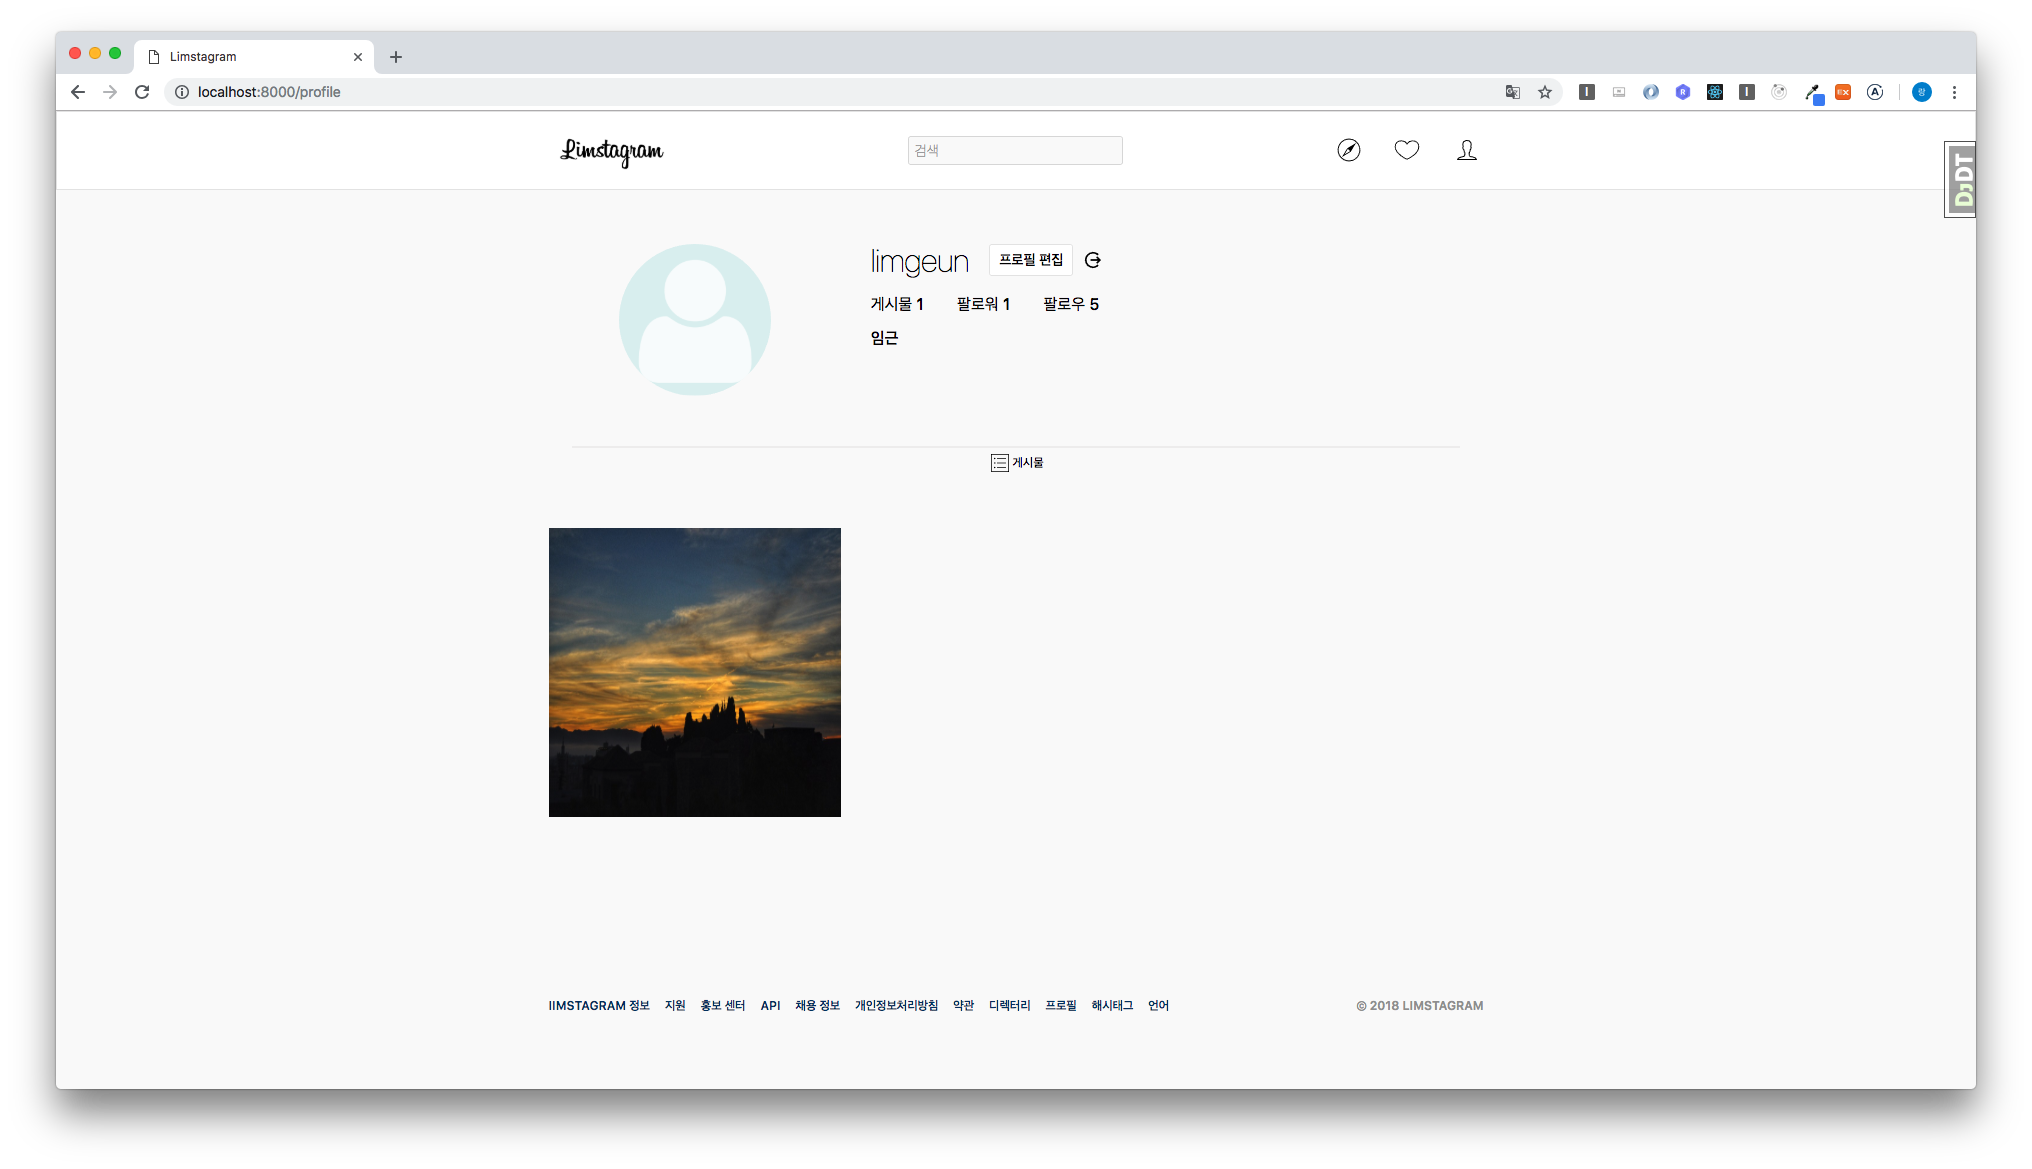 Limstagram
localhost:8000/profile
Limstagram
검색
DjDT
limgeun
프로필 편집
게시물 1 팔로워 1 팔로우 5
임근
게시물
lIMSTAGRAM 정보 지원 홍보 센터 API 채용 정보 개인정보처리방침 약관 디렉터리 프로필 해시태그 언어
© 2018 LIMSTAGRAM